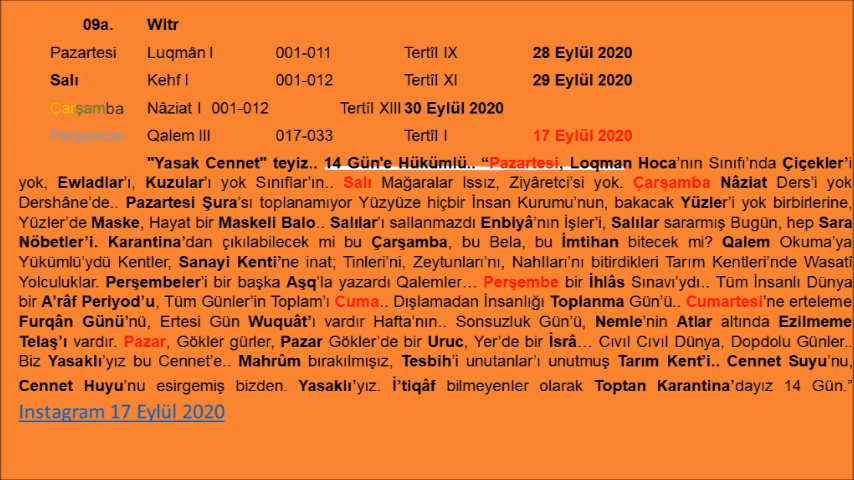 09a. Witr
Pazartesi Luqmân I 001-011 Tertîl IX 28 Eylül 2020
Salı Kehf I 001-012 Tertîl XI 29 Eylül 2020
Çarşamba Nâziat I 001-012 Tertîl XIII 30 Eylül 2020
Perşembe Qalem III 017-033 Tertîl I 17 Eylül 2020
"Yasak Cennet" teyiz.. 14 Gün'e Hükümlü.. “Pazartesi, Loqman Hoca’nın Sınıfı’nda Çiçekler’i
yok, Ewladlar’ı, Kuzular’ı yok Sınıflar’ın.. Salı Mağaralar Issız, Ziyâretci’si yok. Çarşamba Nâziat Ders’i yok
Dershâne’de.. Pazartesi Şura’sı toplanamıyor Yüzyüze hiçbir İnsan Kurumu’nun, bakacak Yüzler’i yok birbirlerine,
Yüzler’de Maske, Hayat bir Maskeli Balo.. Salılar’ı sallanmazdı Enbiyâ’nın İşler’i, Salılar sararmış Bugün, hep Sara
Nöbetler’i. Karantina’dan çıkılabilecek mi bu Çarşamba, bu Bela, bu İmtihan bitecek mi? Qalem Okuma’ya
Yükümlü’ydü Kentler, Sanayi Kenti’ne inat; Tinleri’ni, Zeytunları’nı, Nahlları’nı bitirdikleri Tarım Kentleri’nde Wasatî
Yolculuklar. Perşembeler’i bir başka Aşq’la yazardı Qalemler… Perşembe bir İhlâs Sınavı’ydı.. Tüm İnsanlı Dünya
bir A’râf Periyod’u, Tüm Günler’in Toplam’ı Cuma.. Dışlamadan İnsanlığı Toplanma Gün’ü.. Cumartesi’ne erteleme
Furqân Günü’nü, Ertesi Gün Wuquât’ı vardır Hafta’nın.. Sonsuzluk Gün’ü, Nemle’nin Atlar altında Ezilmeme
Telaş’ı vardır. Pazar, Gökler gürler, Pazar Gökler’de bir Uruc, Yer’de bir İsrâ… Cıvıl Cıvıl Dünya, Dopdolu Günler..
Biz Yasaklı’yız bu Cennet’e.. Mahrûm bırakılmışız, Tesbih’i unutanlar’ı unutmuş Tarım Kent’i.. Cennet Suyu’nu,
Cennet Huyu’nu esirgemiş bizden. Yasaklı’yız. İ’tiqâf bilmeyenler olarak Toptan Karantina’dayız 14 Gün.”
Instagram 17 Eylül 2020